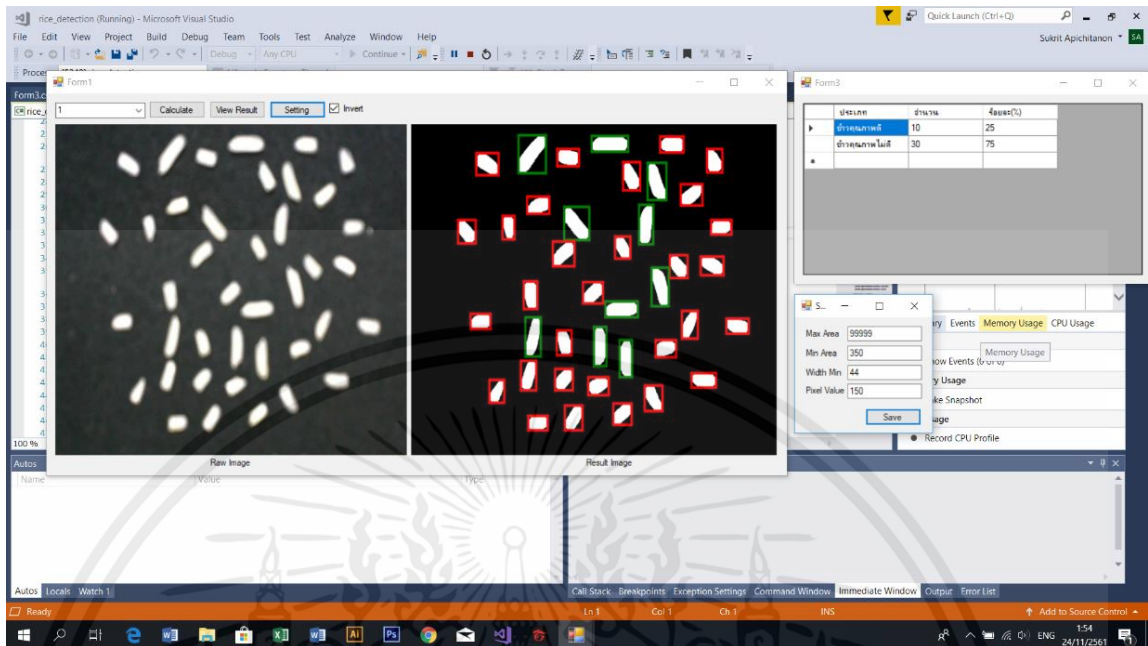 rice_detection (Running) - Microsoft Visual Studio
Quick Launch (Ctrl+Q)
File Edit View Project Build Debug Team Tools Test Analyze Window Help
Sukrit Apichitanon SA
Debug Any CPU Continue
Form1
1 Calculate View Result Setting Invert
Raw Image Result Image
Form3
ประเภท จำนวน ร้อยละ(%)
ข้าวคุณภาพดี 10 25
ข้าวคุณภาพไม่ดี 30 75
S...
Max Area 99999
Min Area 350
Width Min 44
Pixel Value 150
Save
Events Memory Usage CPU Usage
Memory Usage
Record CPU Profile
100 %
Autos
Name Value Type
Autos Locals Watch 1
Call Stack Breakpoints Exception Settings Command Window Immediate Window Output Error List
Ready Ln 1 Col 1 Ch 1 INS Add to Source Control
ENG 1:54
24/11/2561